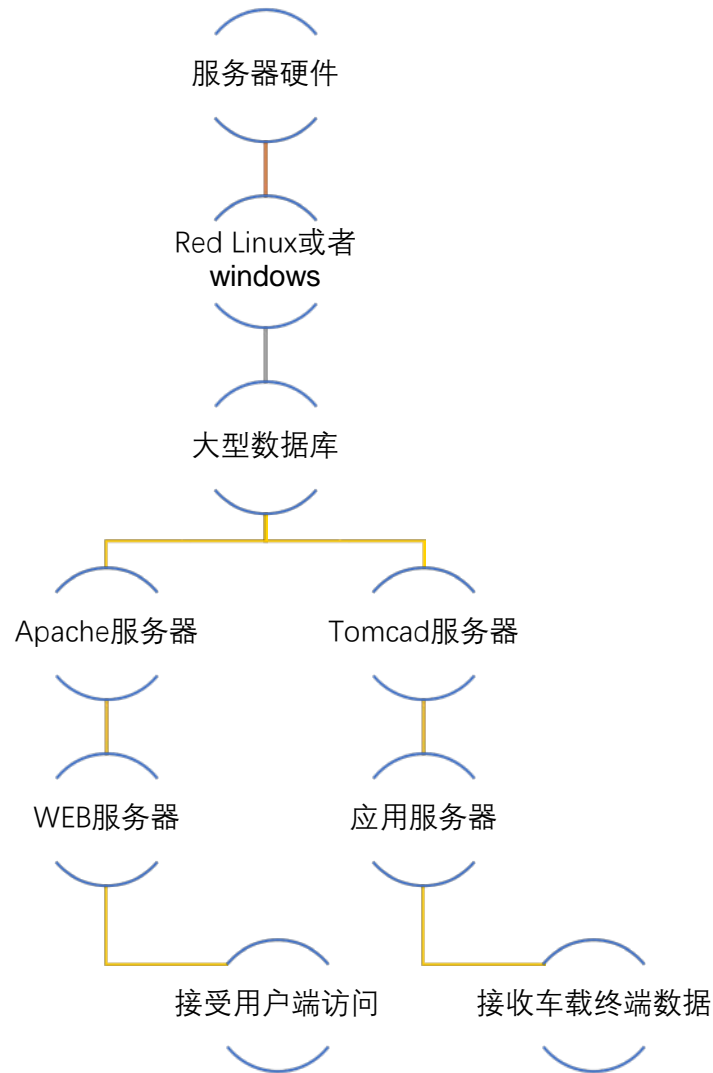 服务器硬件
Red Linux或者
windows
大型数据库
Apache服务器
Tomcad服务器
WEB服务器
应用服务器
接受用户端访问
接收车载终端数据